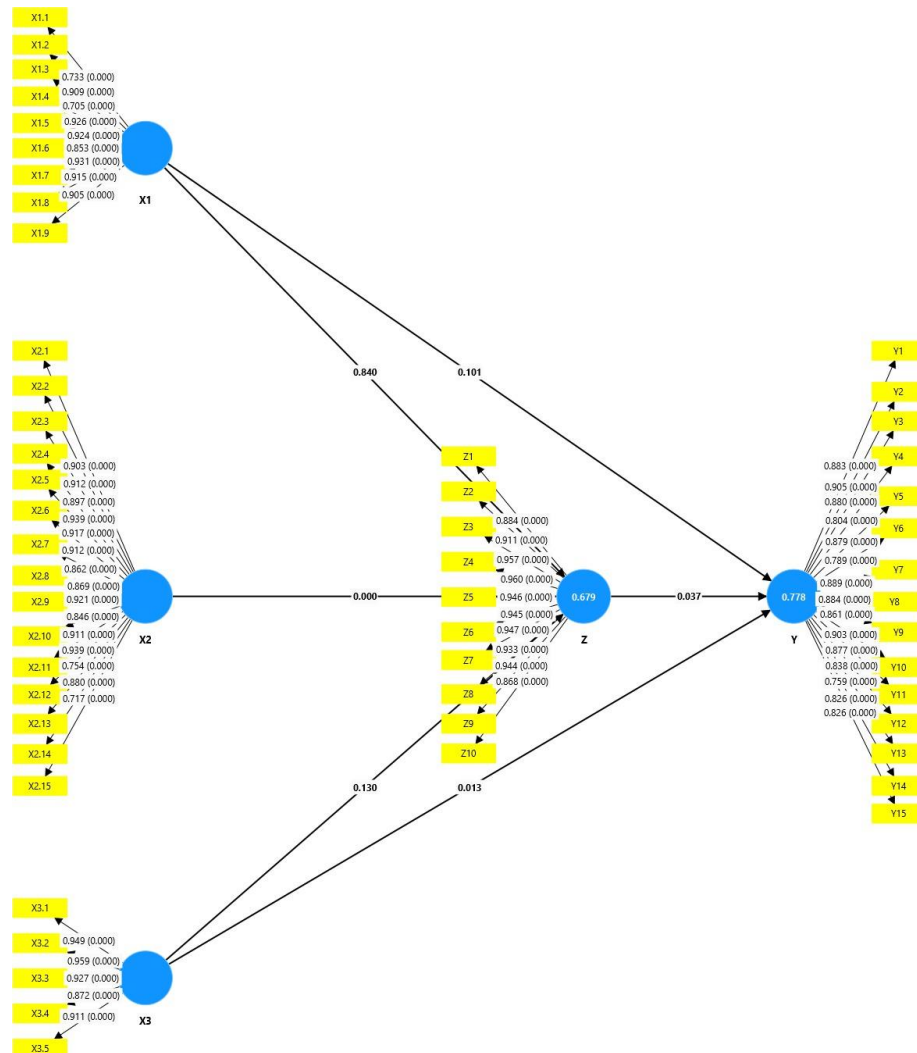 X1.1
X1.2
X1.3
X1.4
X1.5
X1.6
X1.7
X1.8
X1.9
0.733 (0.000)
0.909 (0.000)
0.705 (0.000)
0.926 (0.000)
0.924 (0.000)
0.853 (0.000)
0.931 (0.000)
0.915 (0.000)
0.905 (0.000)
X1
0.840
0.101
X2.1
X2.2
X2.3
X2.4
X2.5
X2.6
X2.7
X2.8
X2.9
X2.10
X2.11
X2.12
X2.13
X2.14
X2.15
0.903 (0.000)
0.912 (0.000)
0.897 (0.000)
0.939 (0.000)
0.917 (0.000)
0.912 (0.000)
0.862 (0.000)
0.869 (0.000)
0.921 (0.000)
0.846 (0.000)
0.911 (0.000)
0.939 (0.000)
0.754 (0.000)
0.880 (0.000)
0.717 (0.000)
X2
0.000
Z1
Z2
Z3
Z4
Z5
Z6
Z7
Z8
Z9
Z10
0.884 (0.000)
0.911 (0.000)
0.957 (0.000)
0.960 (0.000)
0.946 (0.000)
0.945 (0.000)
0.947 (0.000)
0.933 (0.000)
0.944 (0.000)
0.868 (0.000)
0.679
Z
0.037
0.778
Y
0.883 (0.000)
0.905 (0.000)
0.880 (0.000)
0.804 (0.000)
0.879 (0.000)
0.789 (0.000)
0.889 (0.000)
0.884 (0.000)
0.861 (0.000)
0.903 (0.000)
0.877 (0.000)
0.838 (0.000)
0.759 (0.000)
0.826 (0.000)
0.826 (0.000)
Y1
Y2
Y3
Y4
Y5
Y6
Y7
Y8
Y9
Y10
Y11
Y12
Y13
Y14
Y15
0.130
0.013
X3.1
X3.2
X3.3
X3.4
X3.5
0.949 (0.000)
0.959 (0.000)
0.927 (0.000)
0.872 (0.000)
0.911 (0.000)
X3